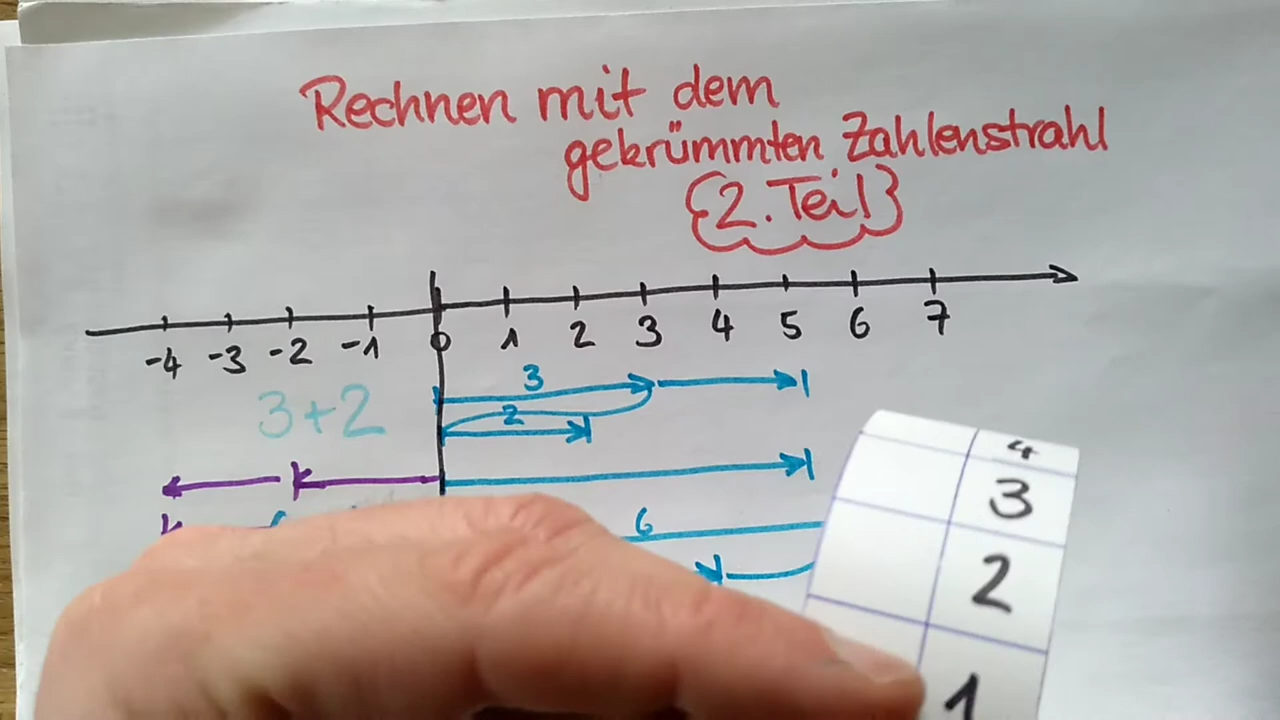 Rechnen mit dem
gekrümmten Zahlenstrahl
{2. Teil}
-4 -3 -2 -1 0 1 2 3 4 5 6 7
3
3+2
2
6
4
3
2
1